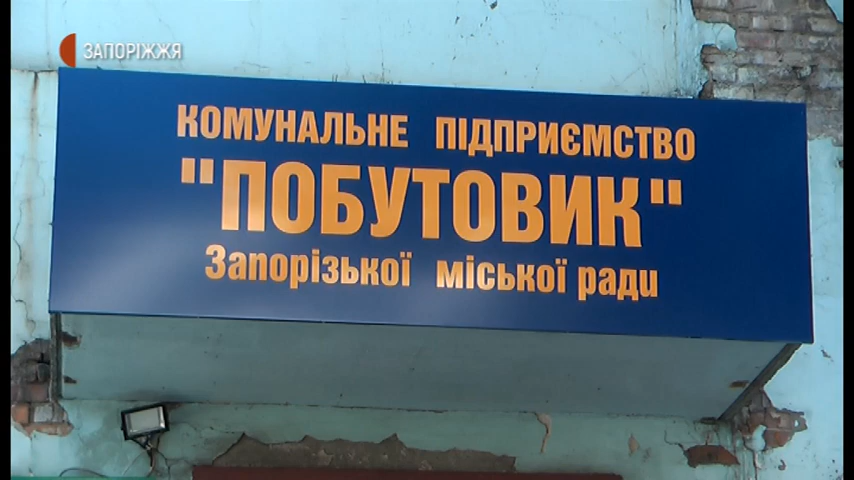 ЗАПОРІЖЖЯ
КОМУНАЛЬНЕ ПІДПРИЄМСТВО
"ПОБУТОВИК"
Запорізької міської ради